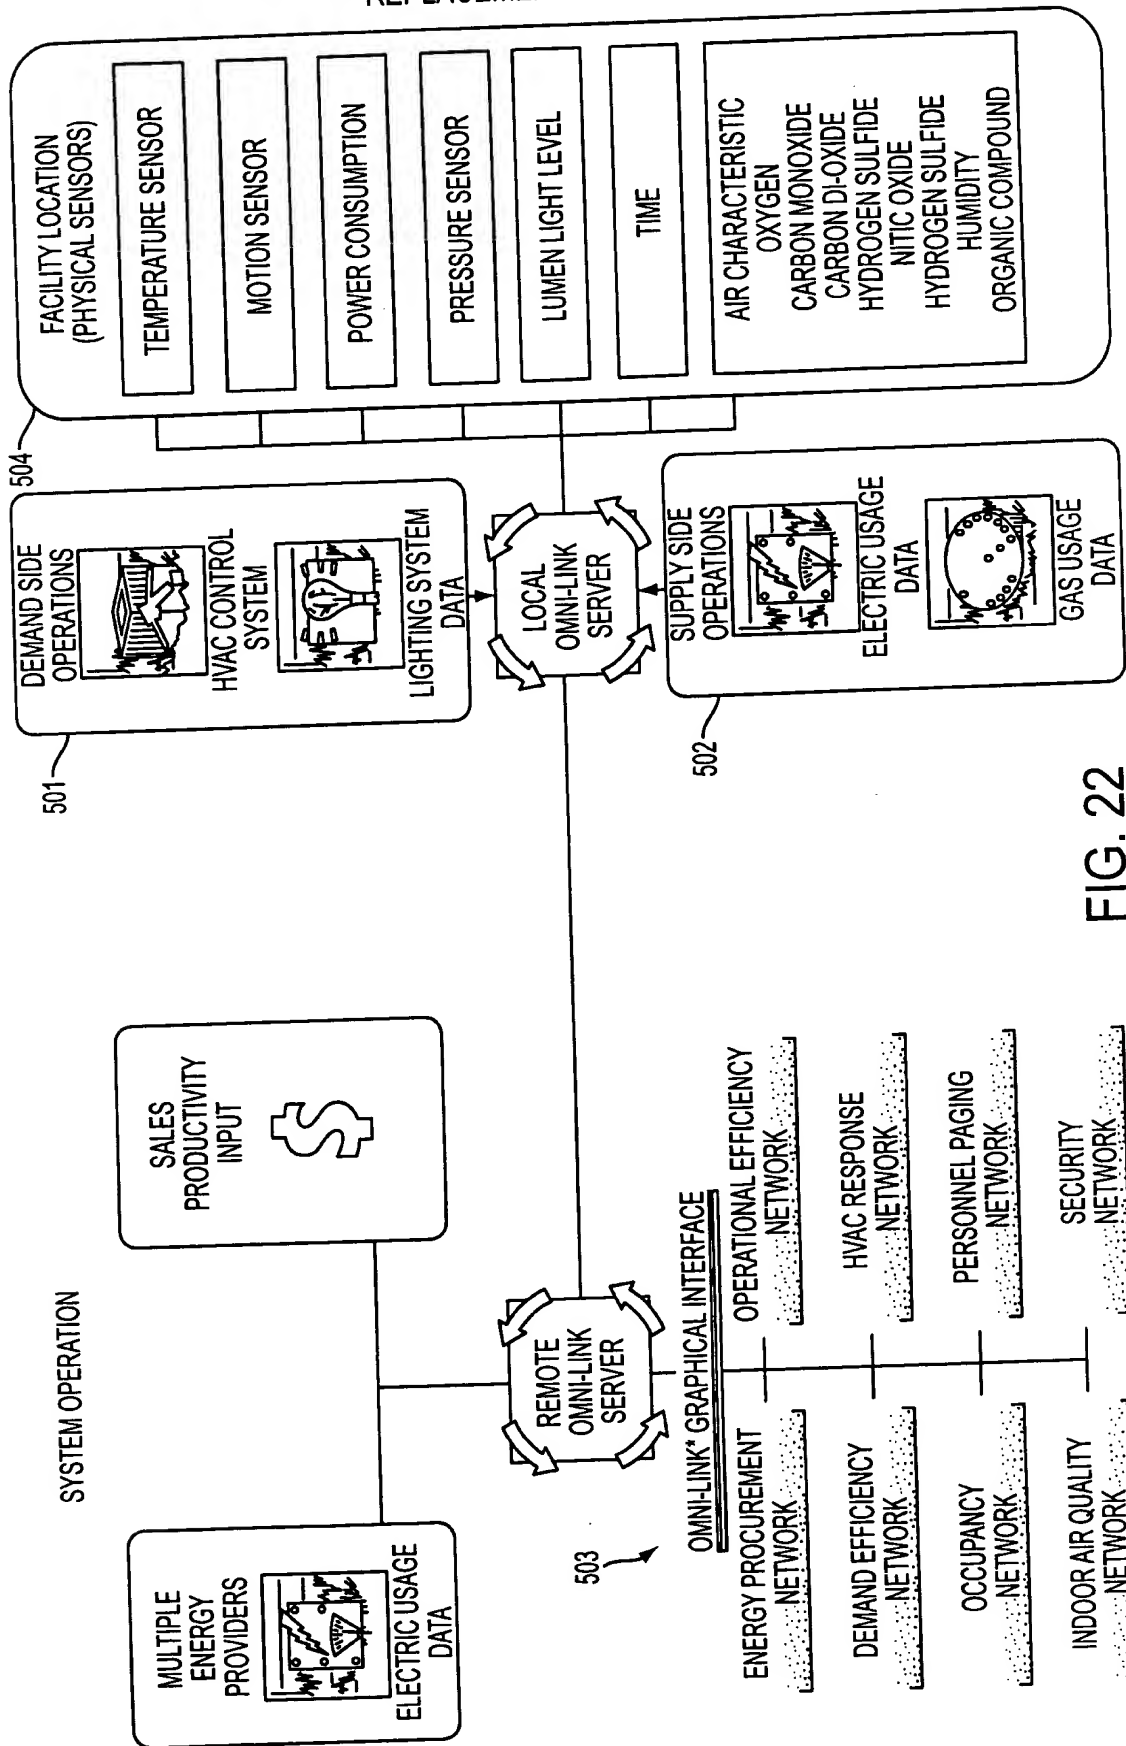 SYSTEM OPERATION
MULTIPLE
ENERGY
PROVIDERS
ELECTRIC USAGE
DATA
SALES
PRODUCTIVITY
INPUT
REMOTE
OMNI-LINK
SERVER
503
OMNI-LINK* GRAPHICAL INTERFACE
ENERGY PROCUREMENT
NETWORK
OPERATIONAL EFFICIENCY
NETWORK
DEMAND EFFICIENCY
NETWORK
HVAC RESPONSE
NETWORK
OCCUPANCY
NETWORK
PERSONNEL PAGING
NETWORK
INDOOR AIR QUALITY
NETWORK
SECURITY
NETWORK
501
DEMAND SIDE
OPERATIONS
HVAC CONTROL
SYSTEM
LIGHTING SYSTEM
DATA
LOCAL
OMNI-LINK
SERVER
502
SUPPLY SIDE
OPERATIONS
ELECTRIC USAGE
DATA
GAS USAGE
DATA
504
FACILITY LOCATION
(PHYSICAL SENSORS)
TEMPERATURE SENSOR
MOTION SENSOR
POWER CONSUMPTION
PRESSURE SENSOR
LUMEN LIGHT LEVEL
TIME
AIR CHARACTERISTIC
OXYGEN
CARBON MONOXIDE
CARBON DI-OXIDE
HYDROGEN SULFIDE
NITIC OXIDE
HYDROGEN SULFIDE
HUMIDITY
ORGANIC COMPOUND
FIG. 22